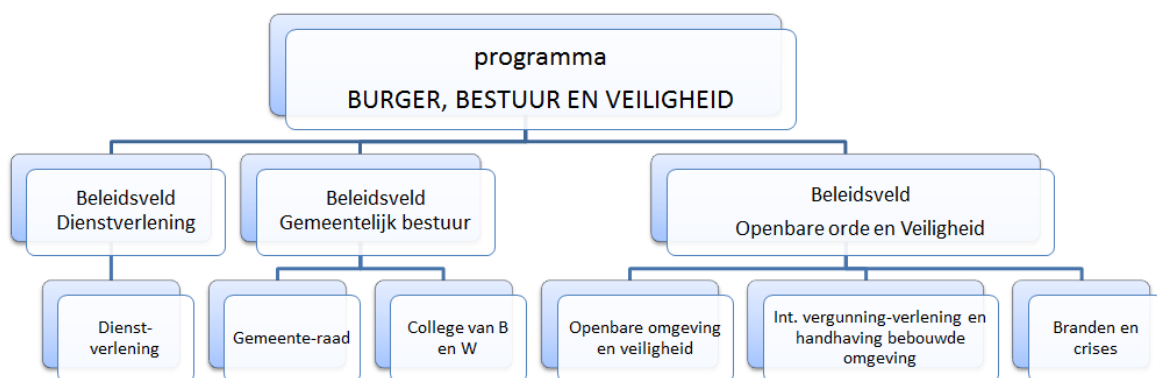 programma
BURGER, BESTUUR EN VEILIGHEID
Beleidsveld
Dienstverlening
Beleidsveld
Gemeentelijk bestuur
Beleidsveld
Openbare orde en Veiligheid
Dienst-
verlening
Gemeente-raad
College van B
en W
Openbare omgeving
en veiligheid
Int. vergunning-verlening en
handhaving bebouwde
omgeving
Branden en
crises